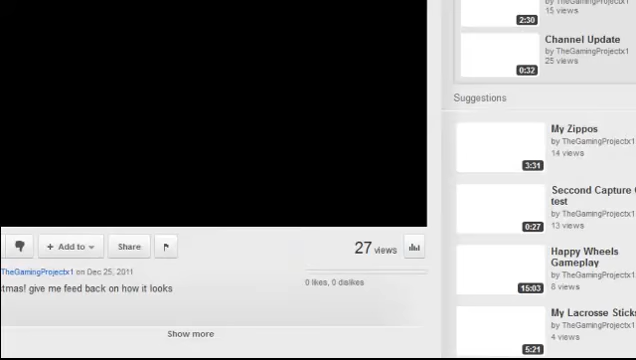 15 views
2:30
Channel Update
by TheGamingProjectx1
25 views
0:32
Suggestions
My Zippos
by TheGamingProjectx1
14 views
3:31
Seccond Capture
test
by TheGamingProjectx1
13 views
0:27
Happy Wheels
Gameplay
by TheGamingProjectx1
8 views
15:03
My Lacrosse Sticks
by TheGamingProjectx1
4 views
5:21
+ Add to
Share
27 views
TheGamingProjectx1 on Dec 25, 2011
stmas! give me feed back on how it looks
0 likes, 0 dislikes
Show more